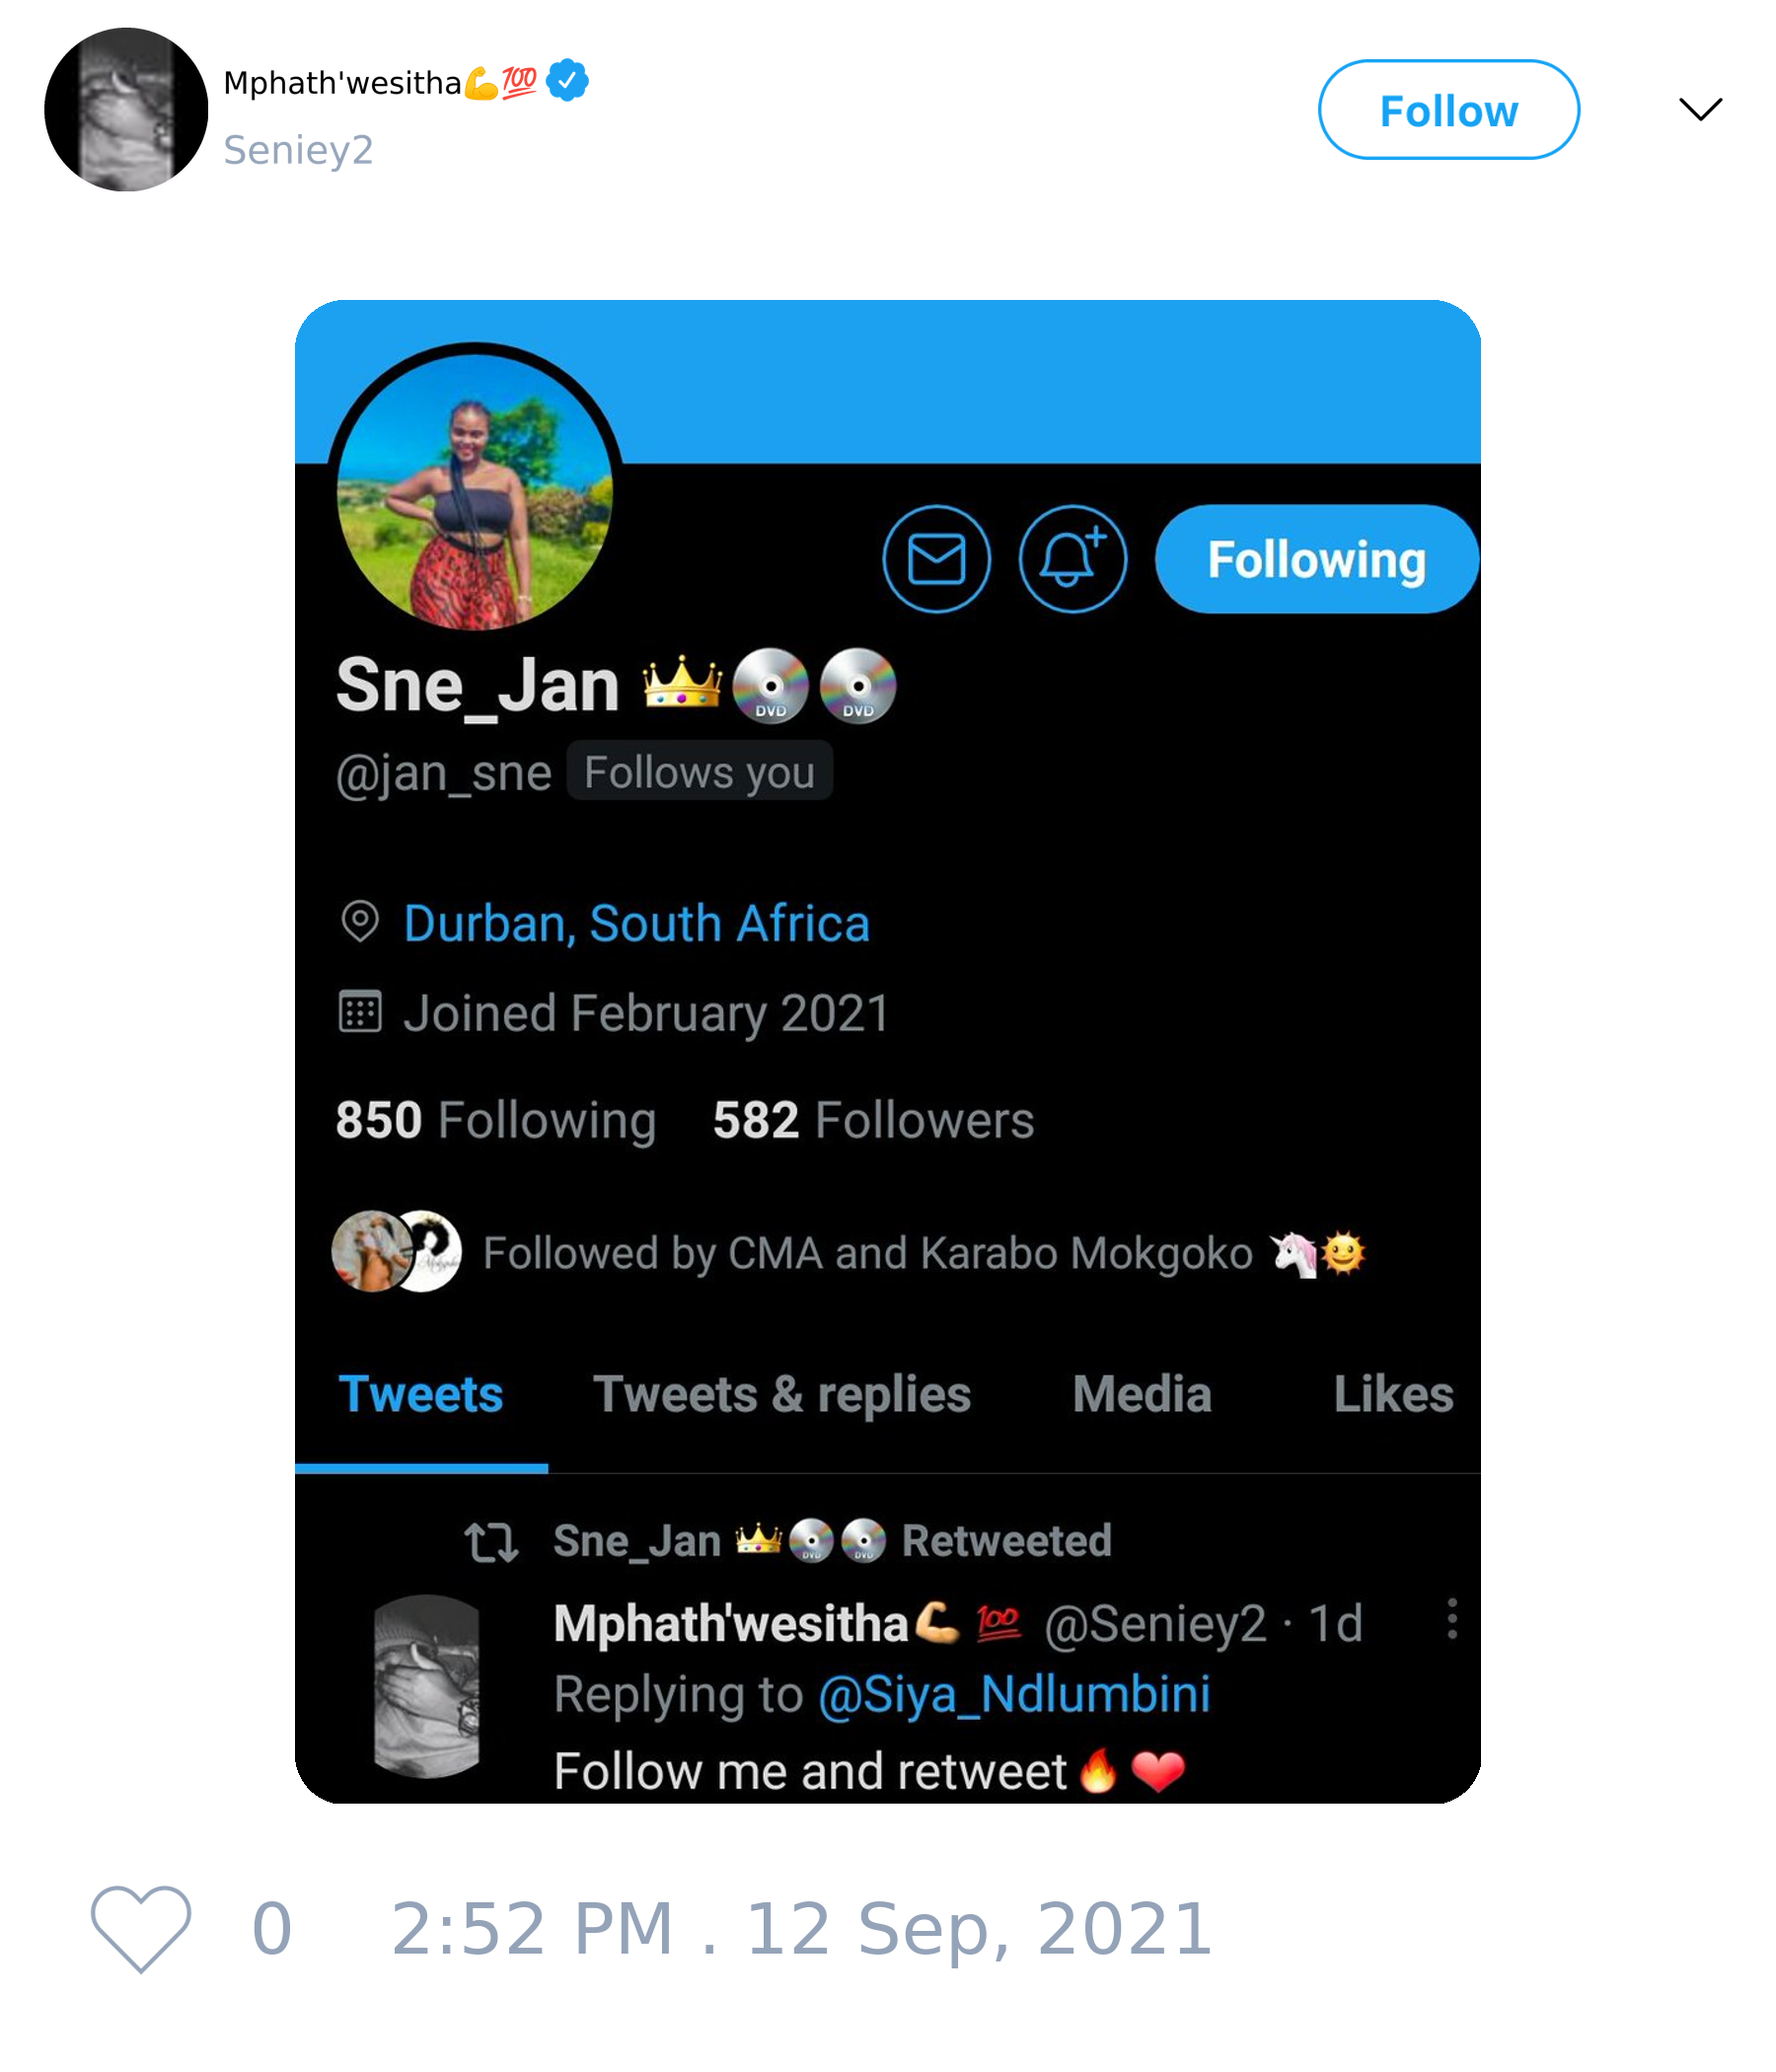 Mphath'wesitha💪💯
Seniey2
Follow
Following
Sne_Jan 👑📀📀
@jan_sne Follows you
Durban, South Africa
Joined February 2021
850 Following 582 Followers
Followed by CMA and Karabo Mokgoko 🦄🌞
Tweets Tweets & replies Media Likes
Sne_Jan 👑📀📀 Retweeted
Mphath'wesitha💪🏼 💯 @Seniey2 · 1d
Replying to @Siya_Ndlumbini
Follow me and retweet🔥❤️
0 2:52 PM . 12 Sep, 2021